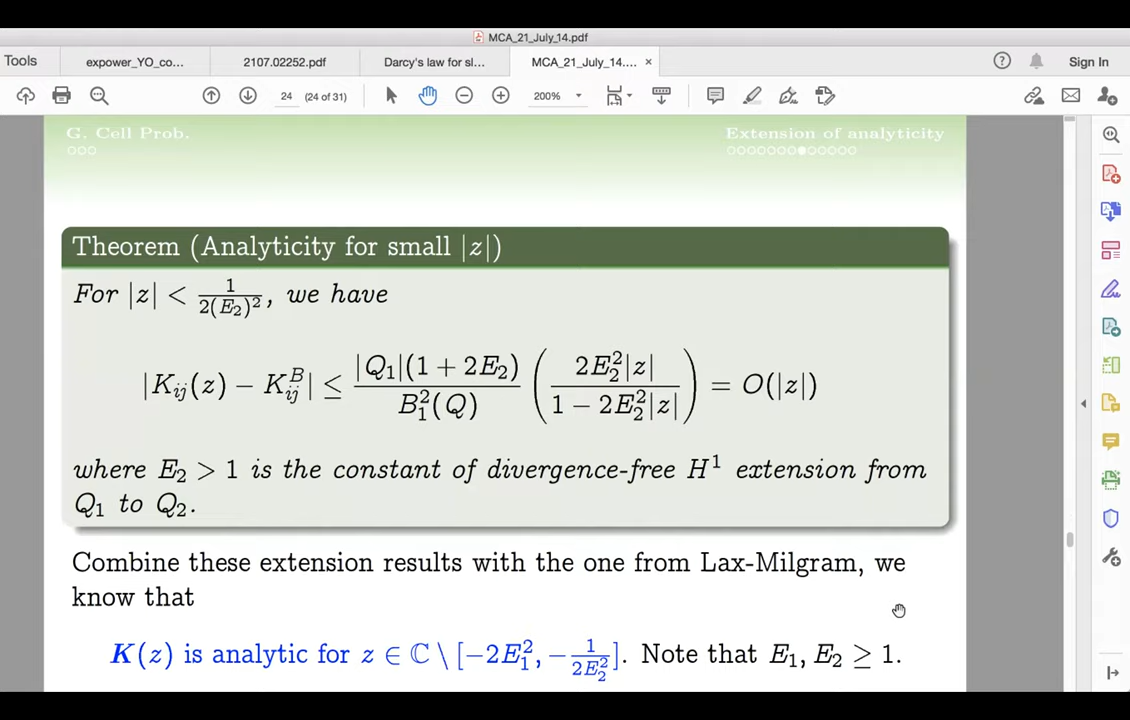 MCA_21_July_14.pdf
Tools
expower_YO_co...
2107.02252.pdf
Darcy's law for sl...
MCA_21_July_14.... ×
Sign In
24 (24 of 31)
200%
G. Cell Prob.
Extension of analyticity
Theorem (Analyticity for small |z|)
For |z| < 1/2(E₂)², we have
|Kᵢⱼ(z) − Kᵢⱼᴮ| ≤ |Q₁|(1 + 2E₂)/B₁²(Q) (2E₂²|z|/1 − 2E₂²|z|) = O(|z|)
where E₂ > 1 is the constant of divergence-free H¹ extension from
Q₁ to Q₂.
Combine these extension results with the one from Lax-Milgram, we
know that
K(z) is analytic for z ∈ ℂ \ [−2E₁², −1/2E₂²]. Note that E₁, E₂ ≥ 1.